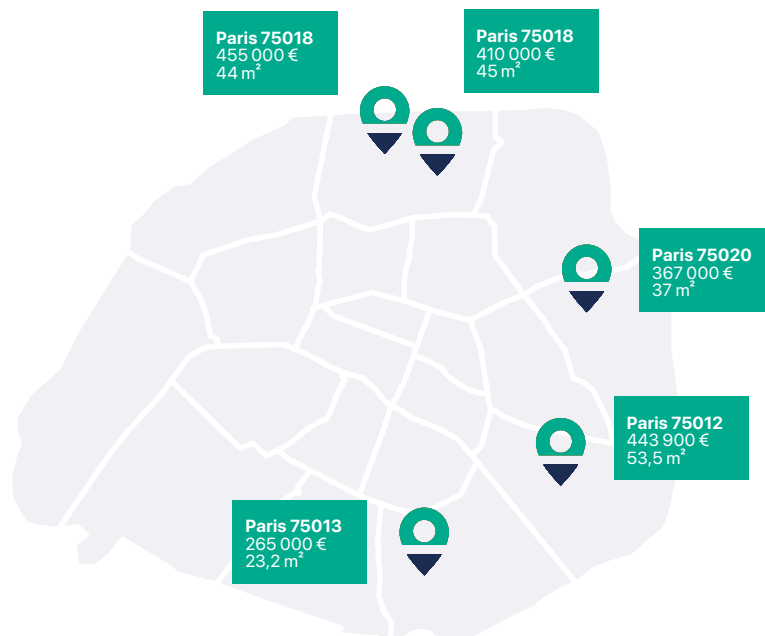 Paris 75018
455 000 €
44 m²
Paris 75018
410 000 €
45 m²
Paris 75020
367 000 €
37 m²
Paris 75012
443 900 €
53,5 m²
Paris 75013
265 000 €
23,2 m²